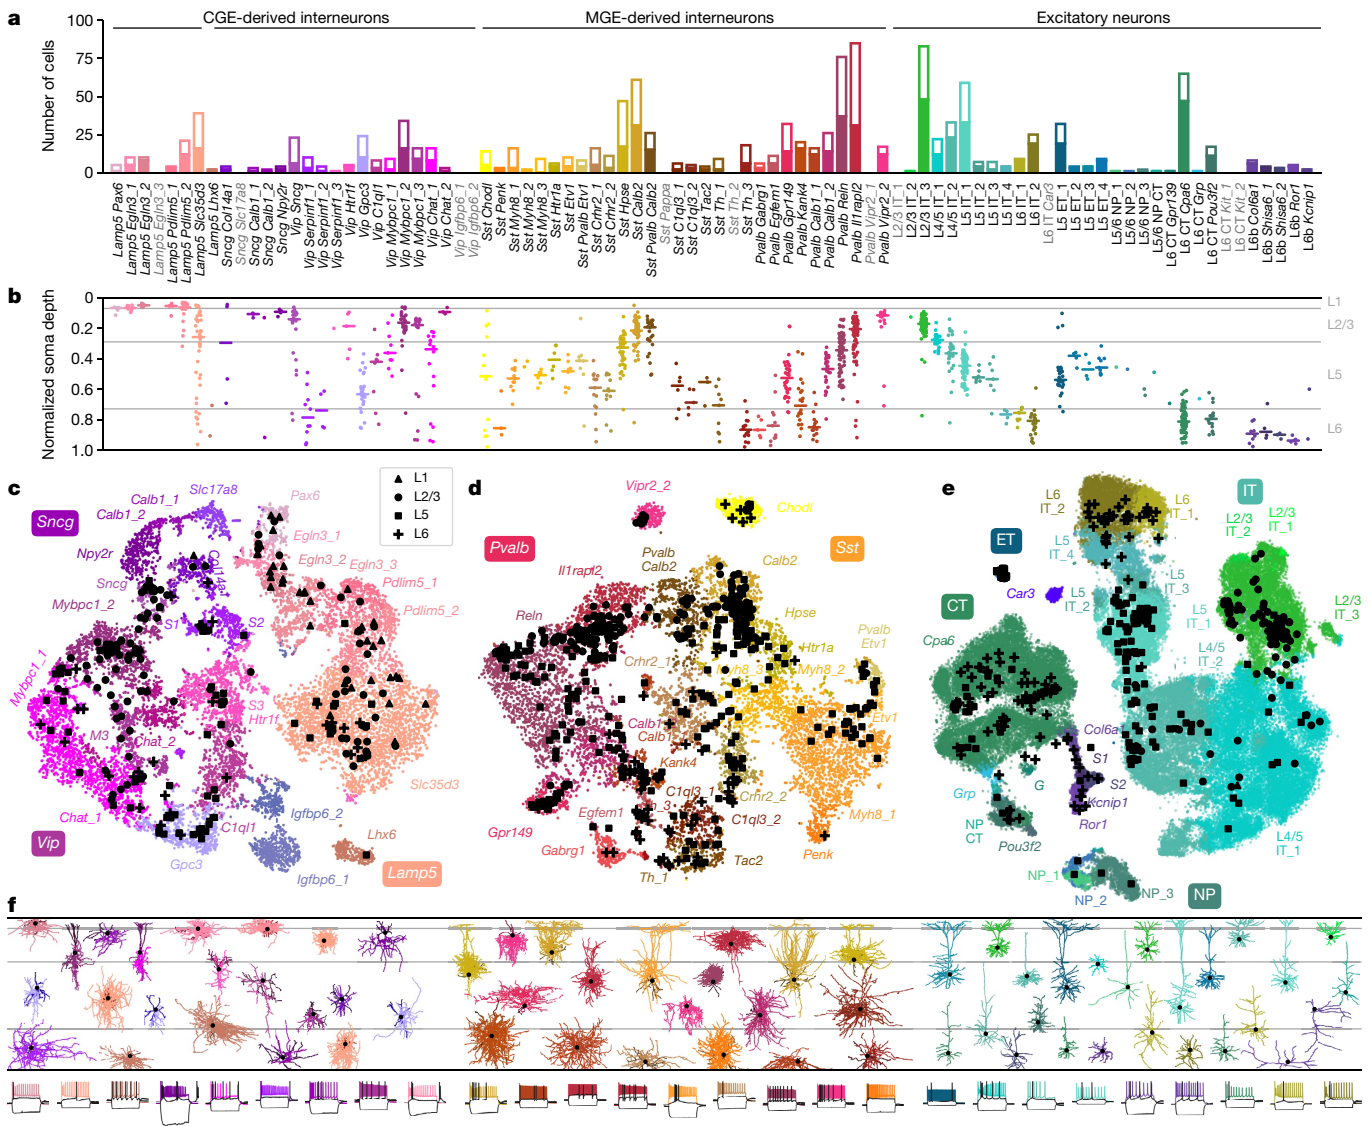 a
CGE-derived interneurons
MGE-derived interneurons
Excitatory neurons
Number of cells
100
75
50
25
0
Lamp5 Pax6
Lamp5 Egln3_1
Lamp5 Egln3_2
Lamp5 Egln3_3
Lamp5 Pdlim5_1
Lamp5 Pdlim5_2
Lamp5 Slc35d3
Lamp5 Lhx6
Sncg Col14a1
Sncg Slc17a8
Sncg Calb1_1
Sncg Calb1_2
Sncg Npy2r
Vip Sncg
Vip Serpinf1_1
Vip Serpinf1_2
Vip Serpinf1_3
Vip Htr1f
Vip Gpc3
Vip C1ql1
Vip Mybpc1_2
Vip Mybpc1_1
Vip Mybpc1_3
Vip Chat_1
Vip Chat_2
Vip Igfbp6_1
Vip Igfbp6_2
Sst Chodl
Sst Penk
Sst Myh8_1
Sst Myh8_2
Sst Myh8_3
Sst Htr1a
Sst Etv1
Sst Pvalb Etv1
Sst Crhr2_1
Sst Crhr2_2
Sst Hpse
Sst Calb2
Sst Pvalb Calb2
Sst Pappa
Sst C1ql3_1
Sst C1ql3_2
Sst Tac2
Sst Th_1
Sst Th_2
Sst Th_3
Pvalb Gabrg1
Pvalb Egfem1
Pvalb Gpr149
Pvalb Kank4
Pvalb Calb1_1
Pvalb Calb1_2
Pvalb Reln
Pvalb Il1rapl2
Pvalb Vipr2_1
Pvalb Vipr2_2
L2/3 IT_1
L2/3 IT_2
L2/3 IT_3
L4/5 IT_1
L4/5 IT_2
L5 IT_1
L5 IT_2
L5 IT_3
L5 IT_4
L6 IT_1
L6 IT_2
L6 IT Car3
L5 ET_1
L5 ET_2
L5 ET_3
L5 ET_4
L5/6 NP_1
L5/6 NP_2
L5/6 NP_3
L5/6 NP CT
L6 CT Gpr139
L6 CT Cpa6
L6 CT Grp
L6 CT Pou3f2
L6 CT Kit_1
L6 CT Kit_2
L6b Col6a1
L6b Shisa6_1
L6b Shisa6_2
L6b Ror1
L6b Kcnip1
b
Normalized soma depth
0
0.2
0.4
0.6
0.8
1.0
L1
L2/3
L5
L6
c
L1
L2/3
L5
L6
Sncg
Calb1_1
Calb1_2
Slc17a8
Pax6
Npy2r
Col14a1
Egln3_1
Egln3_2
Egln3_3
Pdlim5_1
Pdlim5_2
Sncg
Mybpc1_2
S1
S2
Mybpc1_1
S3
Htr1f
M3
Chat_2
Chat_1
Slc35d3
Igfbp6_2
C1ql1
Lhx6
Vip
Gpc3
Igfbp6_1
Lamp5
d
Vipr2_2
Chodl
Pvalb
Sst
Pvalb
Calb2
Calb2
Il1rapl2
Reln
Hpse
Htr1a
Pvalb
Etv1
Crhr2_1
Myh8_3
Myh8_2
Calb1
Calb1
Etv1
Kank4
Th_3
C1ql3_1
Crhr2_2
C1ql3_2
Egfem1
Gpr149
Gabrg1
Th_1
Tac2
Myh8_1
Penk
e
L6
IT_2
L6
IT_1
IT
L2/3
IT_2
L2/3
IT_1
ET
L5
IT_4
L5
IT_3
Car3
L5
IT_2
L5
IT_1
L2/3
IT_3
CT
Cpa6
L4/5
IT_2
Col6a
S1
S2
G
Grp
Kcnip1
Ror1
NP
CT
Pou3f2
L4/5
IT_1
NP_1
NP_2
NP_3
NP
f